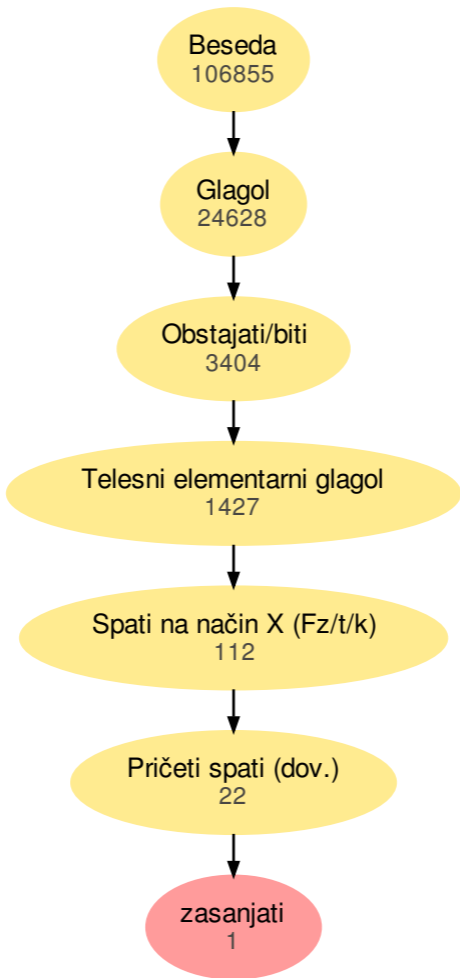 Beseda
106855
Glagol
24628
Obstajati/biti
3404
Telesni elementarni glagol
1427
Spati na način X (Fz/t/k)
112
Pričeti spati (dov.)
22
zasanjati
1